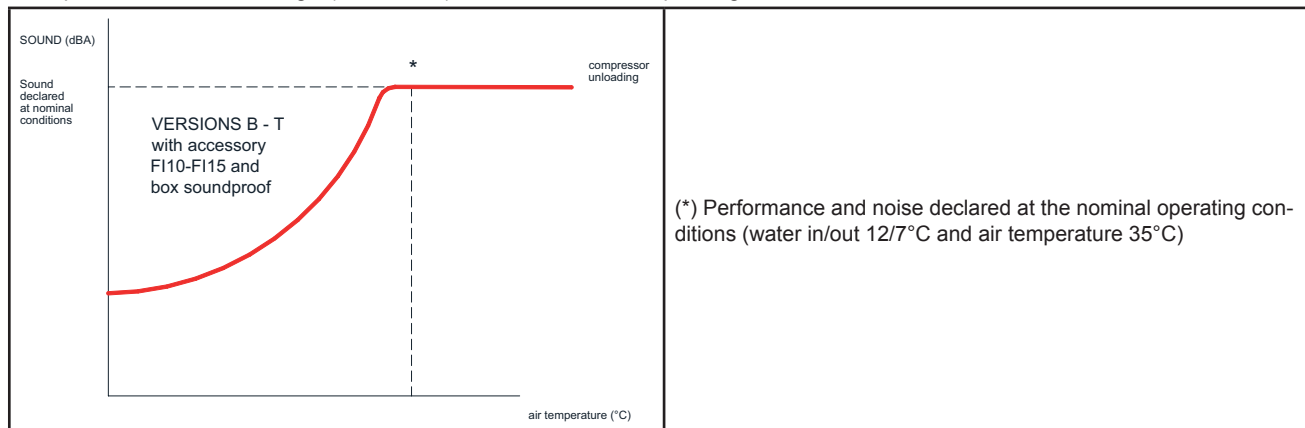 SOUND (dBA)
Sound
declared
at nominal
conditions
*
compressor
unloading
VERSIONS B - T
with accessory
FI10-FI15 and
box soundproof
air temperature (°C)
(*) Performance and noise declared at the nominal operating con-
ditions (water in/out 12/7°C and air temperature 35°C)